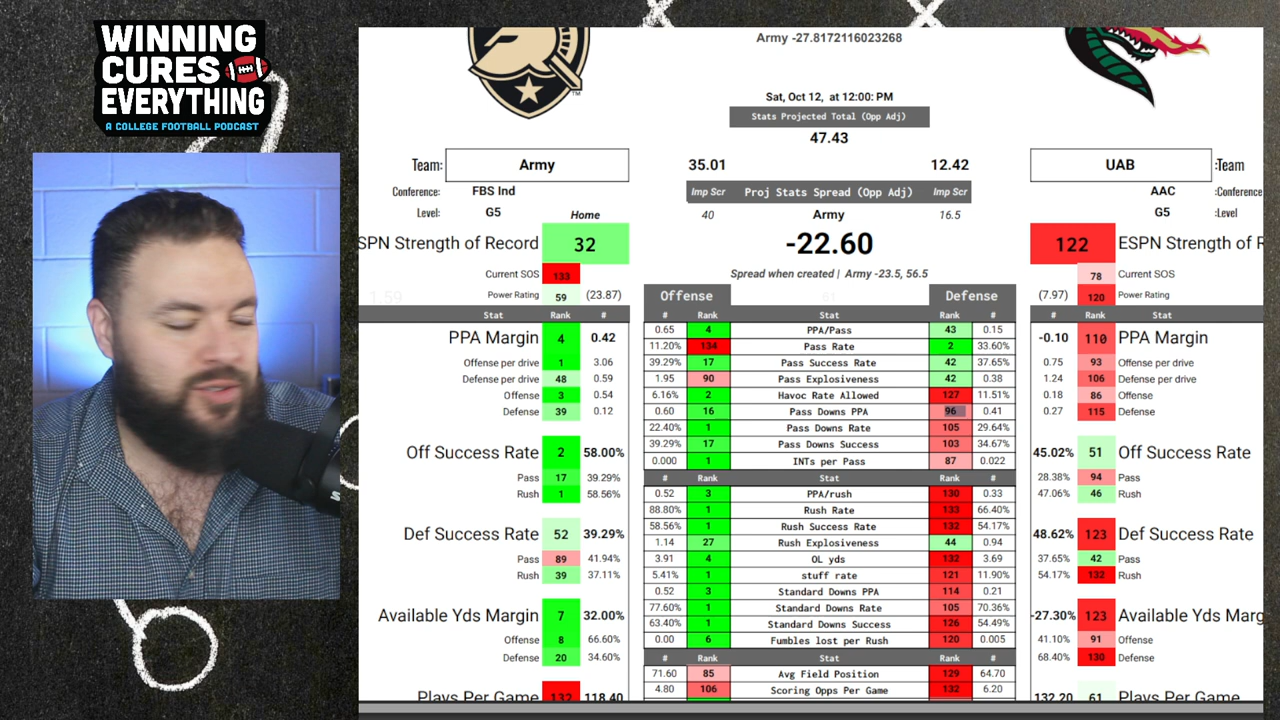 WINNING
CURES
EVERYTHING
A COLLEGE FOOTBALL PODCAST
Army -27.8172116023268
TM
Sat, Oct 12, at 12:00: PM
Stats Projected Total (Opp Adj)
47.43
Team: Army 35.01 12.42 UAB :Team
Conference: FBS Ind Imp Scr Proj Stats Spread (Opp Adj) Imp Scr AAC :Conference
Level: G5 Home 40 Army 16.5 G5 :Level
SPN Strength of Record 32 -22.60 122 ESPN Strength of R
Current SOS 133 Spread when created | Army -23.5, 56.5 78 Current SOS
Power Rating 59 (23.87) Offense Defense (7.97) 120 Power Rating
Stat Rank # # Rank Stat Rank # # Rank Stat
PPA Margin 4 0.42 -0.10 110 PPA Margin
Offense per drive 1 3.06 0.75 93 Offense per drive
Defense per drive 48 0.59 1.24 106 Defense per drive
Offense 3 0.54 0.18 86 Offense
Defense 39 0.12 0.27 115 Defense
Off Success Rate 2 58.00% 45.02% 51 Off Success Rate
Pass 17 39.29% 28.38% 94 Pass
Rush 1 58.56% 47.06% 46 Rush
Def Success Rate 52 39.29% 48.62% 123 Def Success Rate
Pass 89 41.94% 37.65% 42 Pass
Rush 39 37.11% 54.17% 132 Rush
Available Yds Margin 7 32.00% -27.30% 123 Available Yds Marg
Offense 8 66.60% 41.10% 91 Offense
Defense 20 34.60% 68.40% 130 Defense
Plays Per Game 132 118.40 132.20 61 Plays Per Game
0.65 4 PPA/Pass 43 0.15
11.20% 134 Pass Rate 2 33.60%
39.29% 17 Pass Success Rate 42 37.65%
1.95 90 Pass Explosiveness 42 0.38
6.16% 2 Havoc Rate Allowed 127 11.51%
0.60 16 Pass Downs PPA 96 0.41
22.40% 1 Pass Downs Rate 105 29.64%
39.29% 17 Pass Downs Success 103 34.67%
0.000 1 INTs per Pass 87 0.022
# Rank Stat Rank #
0.52 3 PPA/rush 130 0.33
88.80% 1 Rush Rate 133 66.40%
58.56% 1 Rush Success Rate 132 54.17%
1.14 27 Rush Explosiveness 44 0.94
3.91 4 OL yds 132 3.69
5.41% 1 stuff rate 121 11.90%
0.52 3 Standard Downs PPA 114 0.21
77.60% 1 Standard Downs Rate 105 70.36%
63.40% 1 Standard Downs Success 126 54.49%
0.00 6 Fumbles lost per Rush 120 0.005
# Rank Stat Rank #
71.60 85 Avg Field Position 129 64.70
4.80 106 Scoring Opps Per Game 132 6.20